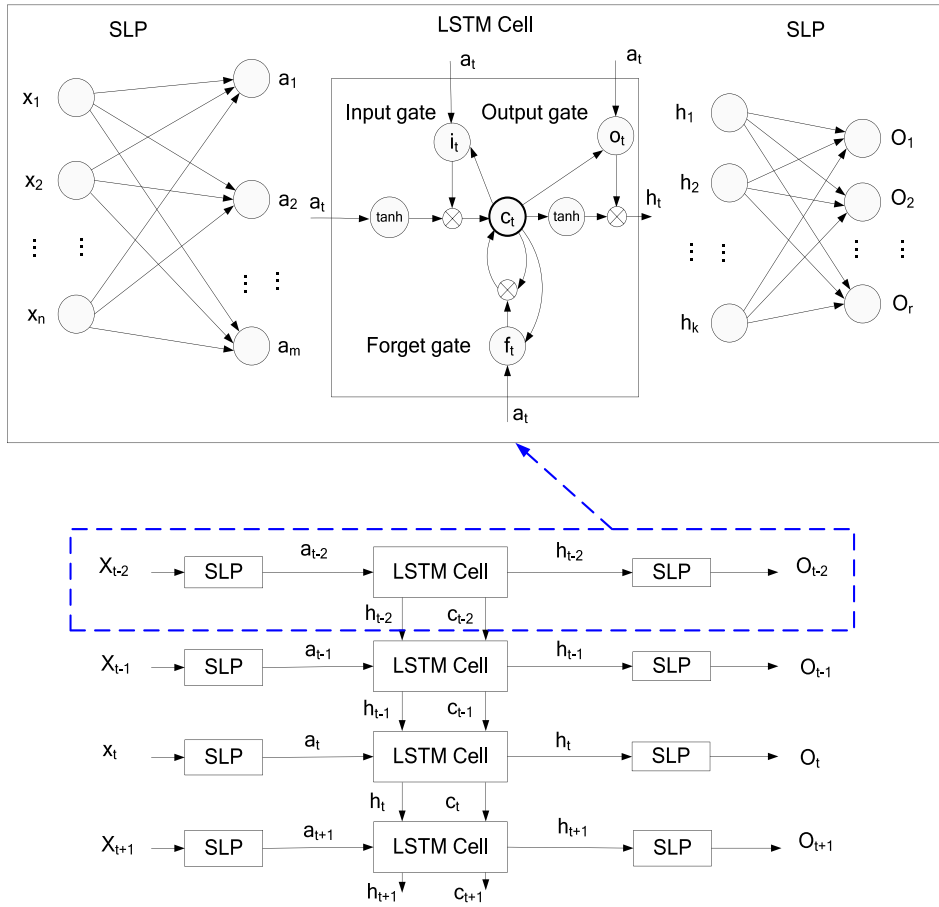 SLP
LSTM Cell
SLP
x₁
x₂
⋮ ⋮
xₙ
a₁
a₂
⋮ ⋮
aₘ
aₜ
aₜ
Input gate
Output gate
iₜ
oₜ
aₜ
tanh
cₜ
tanh
hₜ
Forget gate
fₜ
aₜ
h₁
h₂
⋮ ⋮
hₖ
O₁
O₂
⋮ ⋮
Oᵣ
Xₜ₋₂ SLP aₜ₋₂ LSTM Cell hₜ₋₂ SLP Oₜ₋₂
hₜ₋₂ cₜ₋₂
Xₜ₋₁ SLP aₜ₋₁ LSTM Cell hₜ₋₁ SLP Oₜ₋₁
hₜ₋₁ cₜ₋₁
xₜ SLP aₜ LSTM Cell hₜ SLP Oₜ
hₜ cₜ
Xₜ₊₁ SLP aₜ₊₁ LSTM Cell hₜ₊₁ SLP Oₜ₊₁
hₜ₊₁ cₜ₊₁